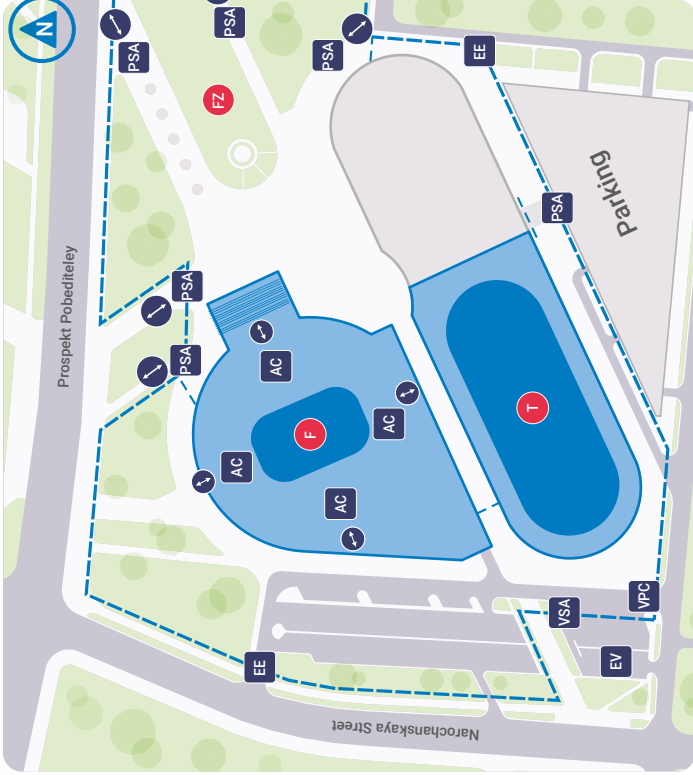 N
PSA
PSA
PSA
EE
FZ
Parking
PSA
Prospekt Pobediteley
PSA
PSA
AC
T
F
AC
AC
AC
VPC
VSA
EV
EE
Narochanskaya Street